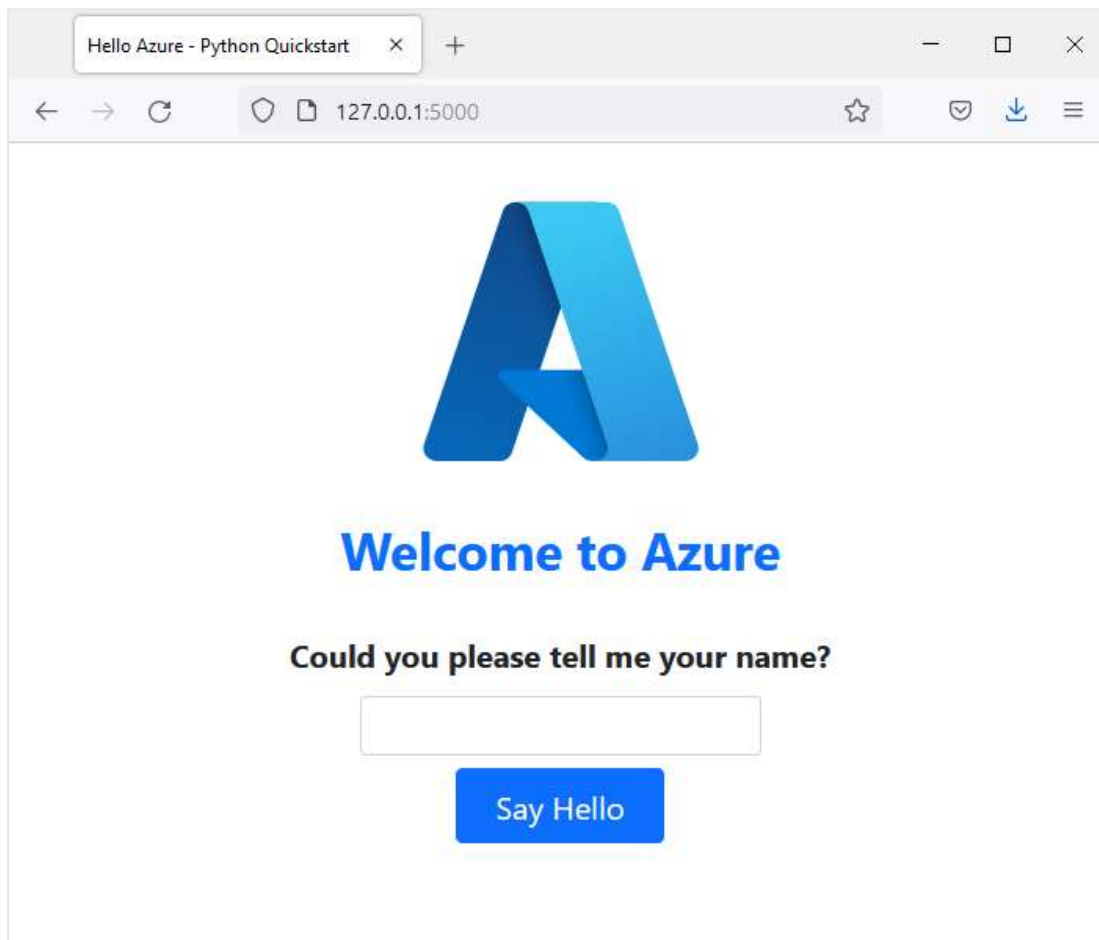 Hello Azure - Python Quickstart
127.0.0.1:5000
Welcome to Azure
Could you please tell me your name?
Say Hello